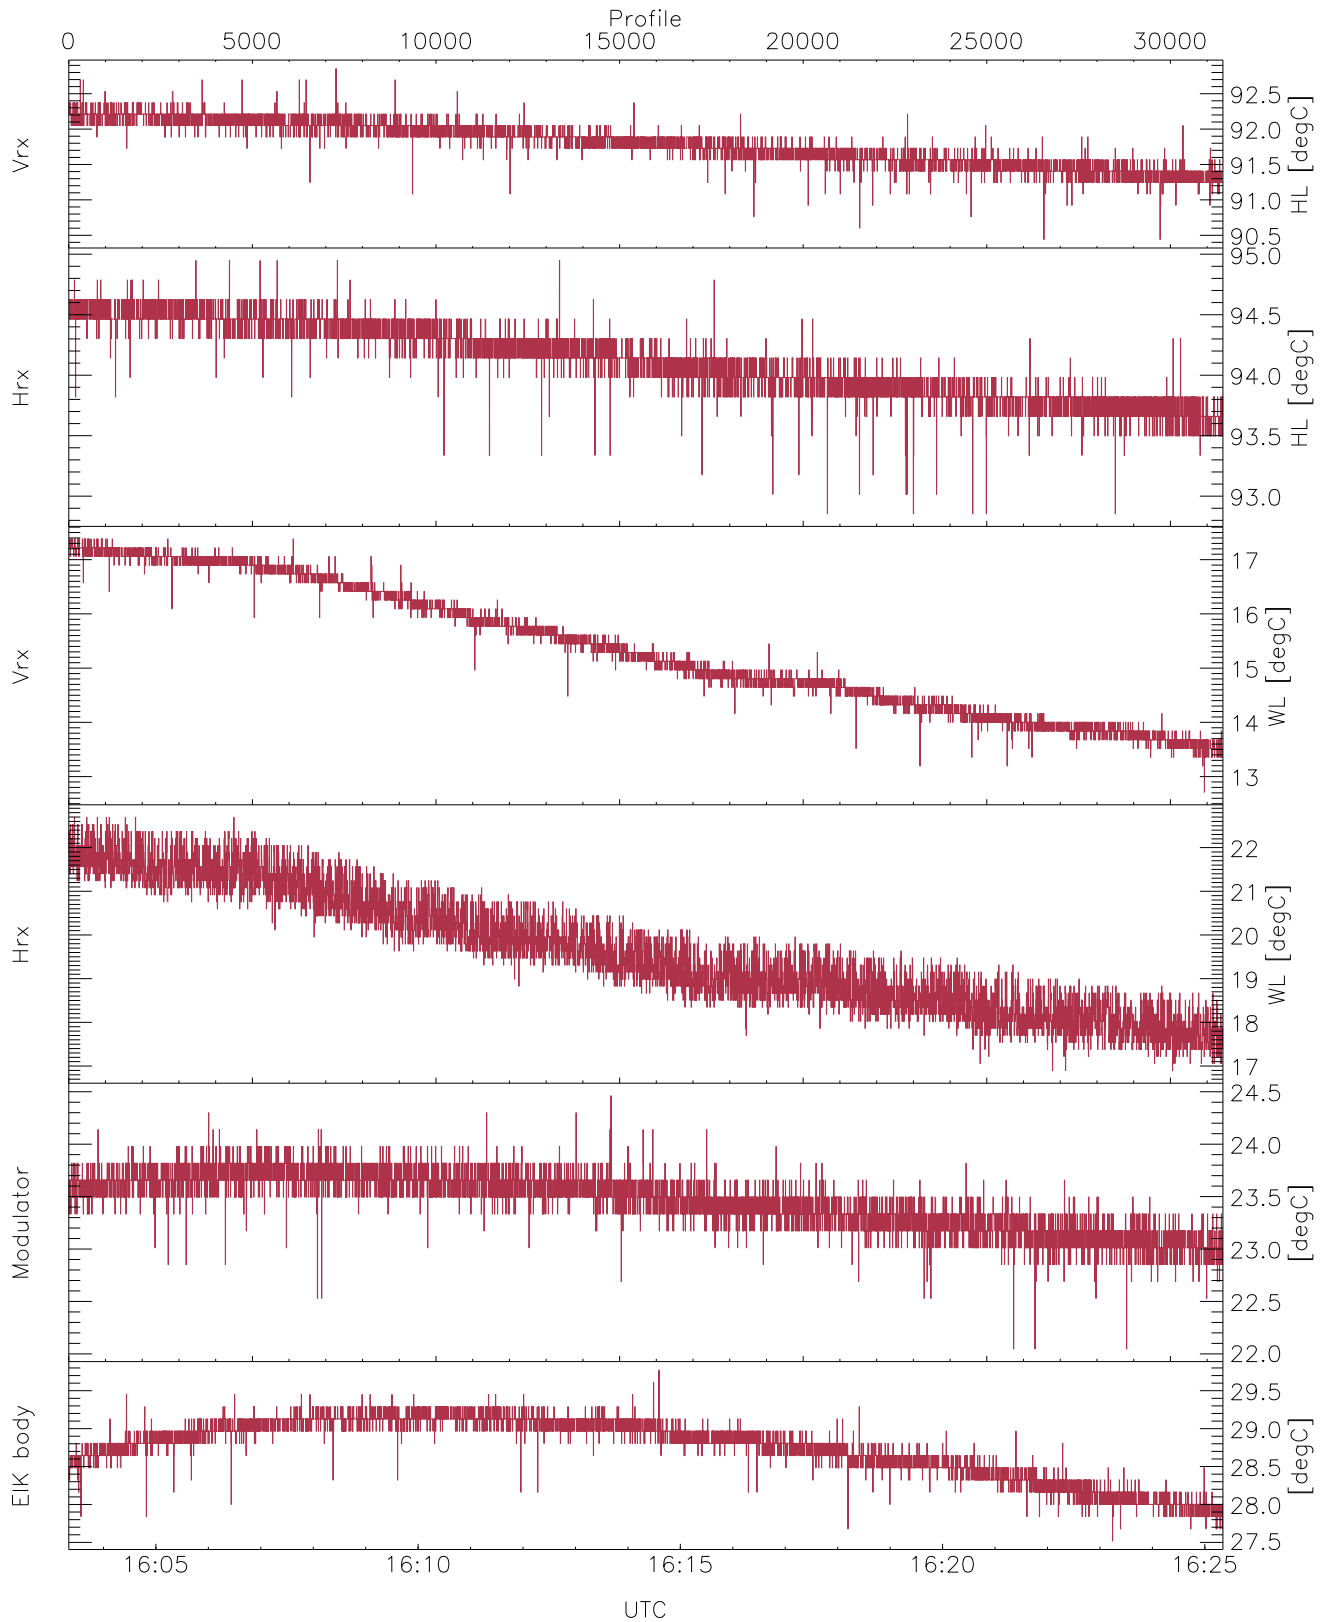 Profile
0 5000 10000 15000 20000 25000 30000
Vrx
92.5
92.0
91.5
91.0
90.5
HL [degC]
Hrx
95.0
94.5
94.0
93.5
93.0
HL [degC]
Vrx
17
16
15
14
13
WL [degC]
Hrx
22
21
20
19
18
17
WL [degC]
Modulator
24.5
24.0
23.5
23.0
22.5
22.0
[degC]
EIK body
29.5
29.0
28.5
28.0
27.5
[degC]
16:05 16:10 16:15 16:20 16:25
UTC